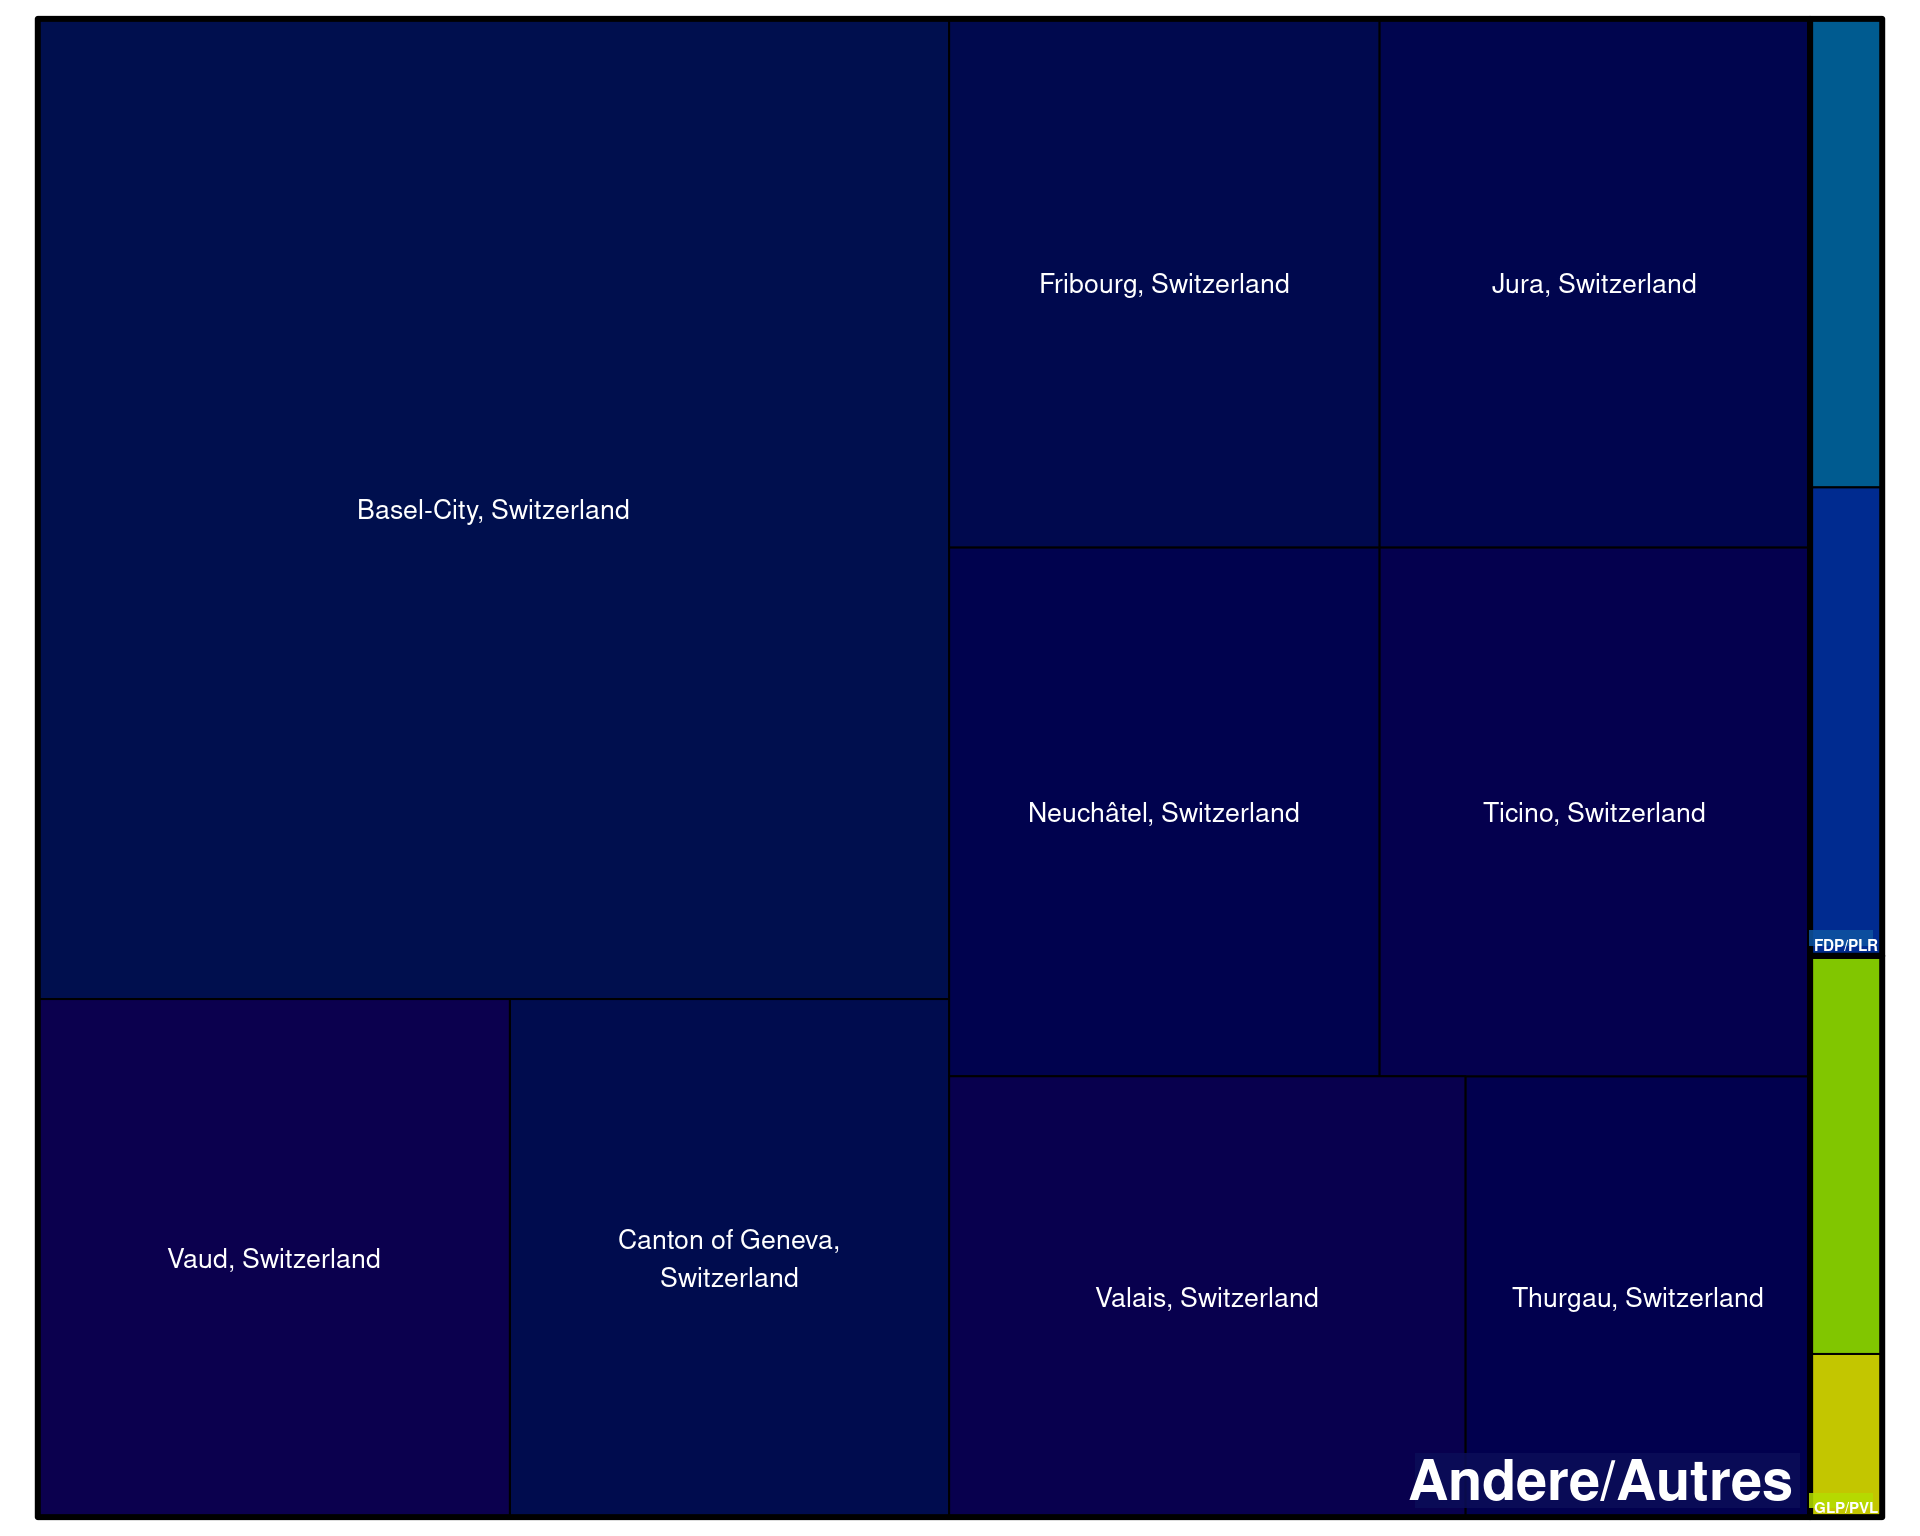 Basel-City, Switzerland
Fribourg, Switzerland
Jura, Switzerland
Neuchâtel, Switzerland
Ticino, Switzerland
FDP/PLR
Vaud, Switzerland
Canton of Geneva,
Switzerland
Valais, Switzerland
Thurgau, Switzerland
Andere/Autres
GLP/PVL